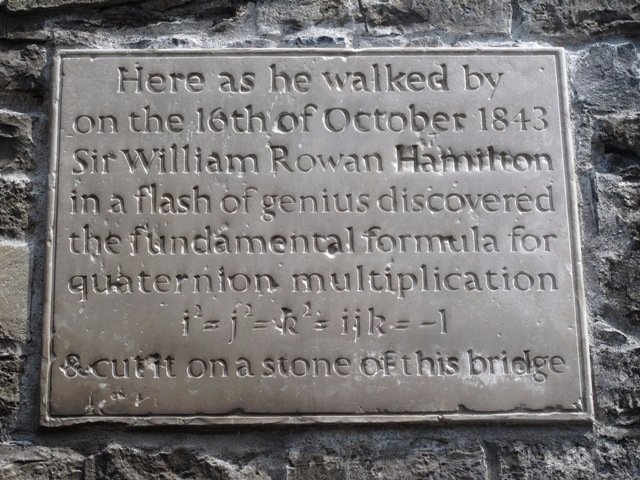 Here as he walked by
on the 16th of October 1843
Sir William Rowan Hamilton
in a flash of genius discovered
the fundamental formula for
quaternion multiplication
i² = j² = k² = ijk = −1
& cut it on a stone of this bridge